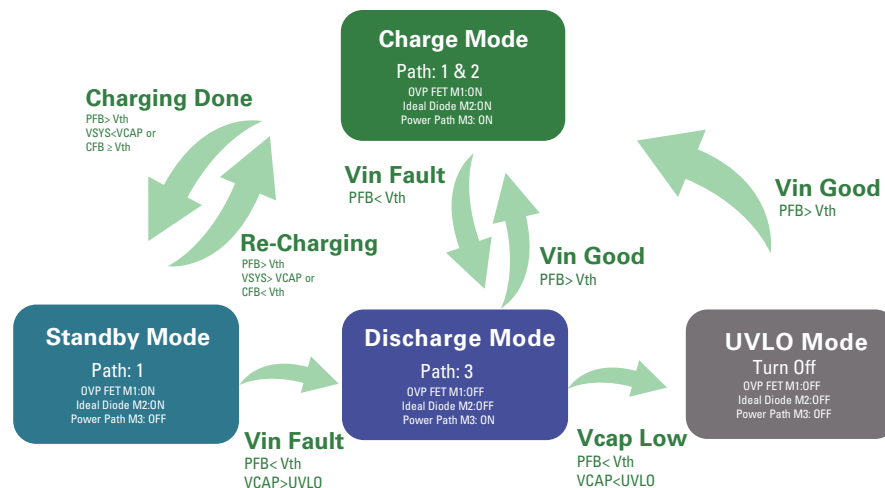 Charge Mode
Path: 1 & 2
OVP FET M1:ON
Ideal Diode M2:ON
Power Path M3: ON
Charging Done
PFB> Vth
VSYS<VCAP or
CFB ≥ Vth
Re-Charging
PFB> Vth
VSYS> VCAP or
CFB< Vth
Vin Fault
PFB< Vth
Vin Good
PFB> Vth
Vin Good
PFB> Vth
Standby Mode
Path: 1
OVP FET M1:ON
Ideal Diode M2:ON
Power Path M3: OFF
Vin Fault
PFB< Vth
VCAP>UVLO
Discharge Mode
Path: 3
OVP FET M1:OFF
Ideal Diode M2:OFF
Power Path M3: ON
Vcap Low
PFB< Vth
VCAP<UVLO
UVLO Mode
Turn Off
OVP FET M1:OFF
Ideal Diode M2:OFF
Power Path M3: OFF